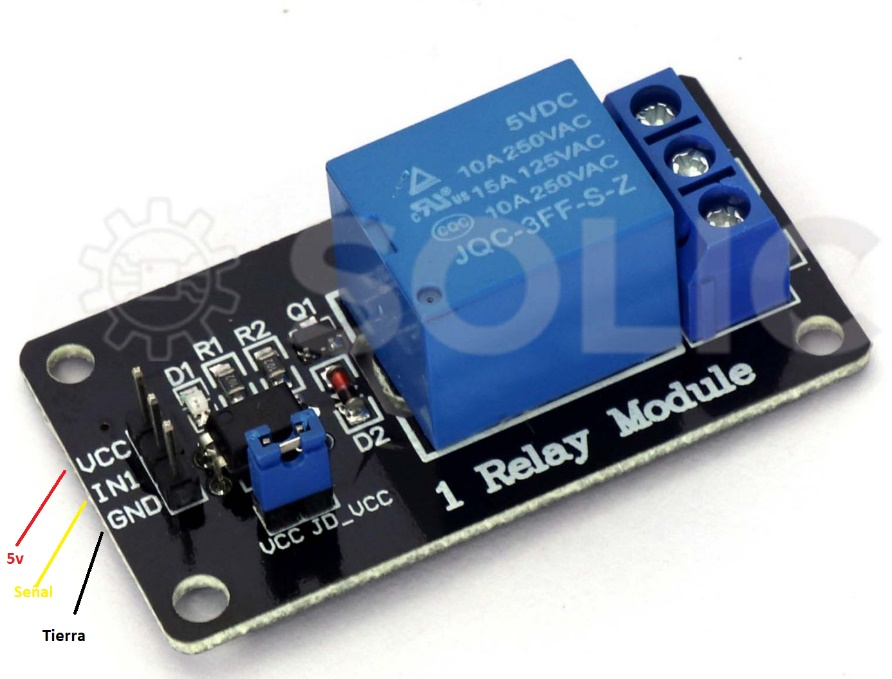 5VDC
10A 250VAC
15A 125VAC
10A 250VAC
JQC-3FF-S-Z
CQC
SOLIC
Q1
R1 R2
D1
D2
VCC
IN1
GND
VCC JD_VCC
1 Relay Module
5v
Señal
Tierra